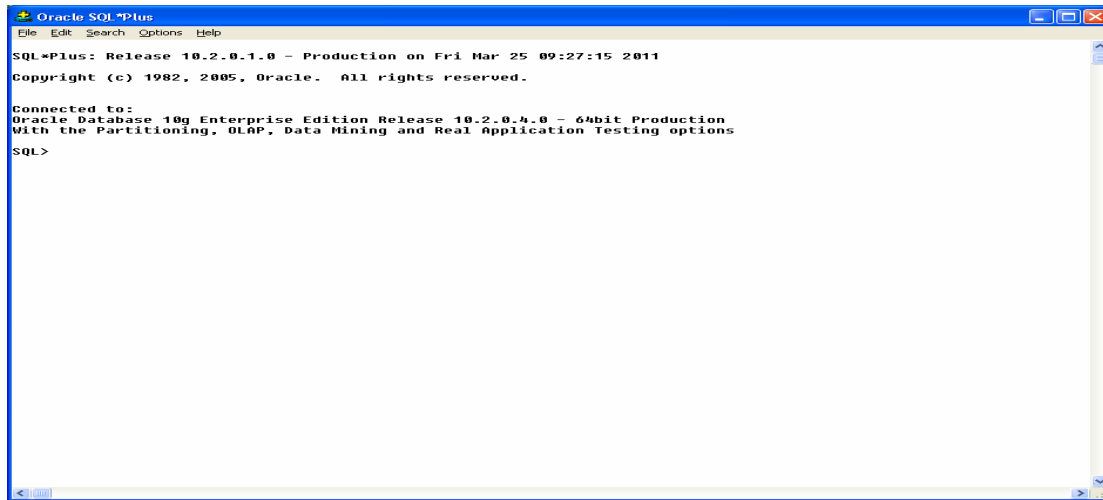 Oracle SQL*Plus
File Edit Search Options Help
SQL*Plus: Release 10.2.0.1.0 - Production on Fri Mar 25 09:27:15 2011
Copyright (c) 1982, 2005, Oracle.  All rights reserved.
Connected to:
Oracle Database 10g Enterprise Edition Release 10.2.0.4.0 - 64bit Production
With the Partitioning, OLAP, Data Mining and Real Application Testing options
SQL>